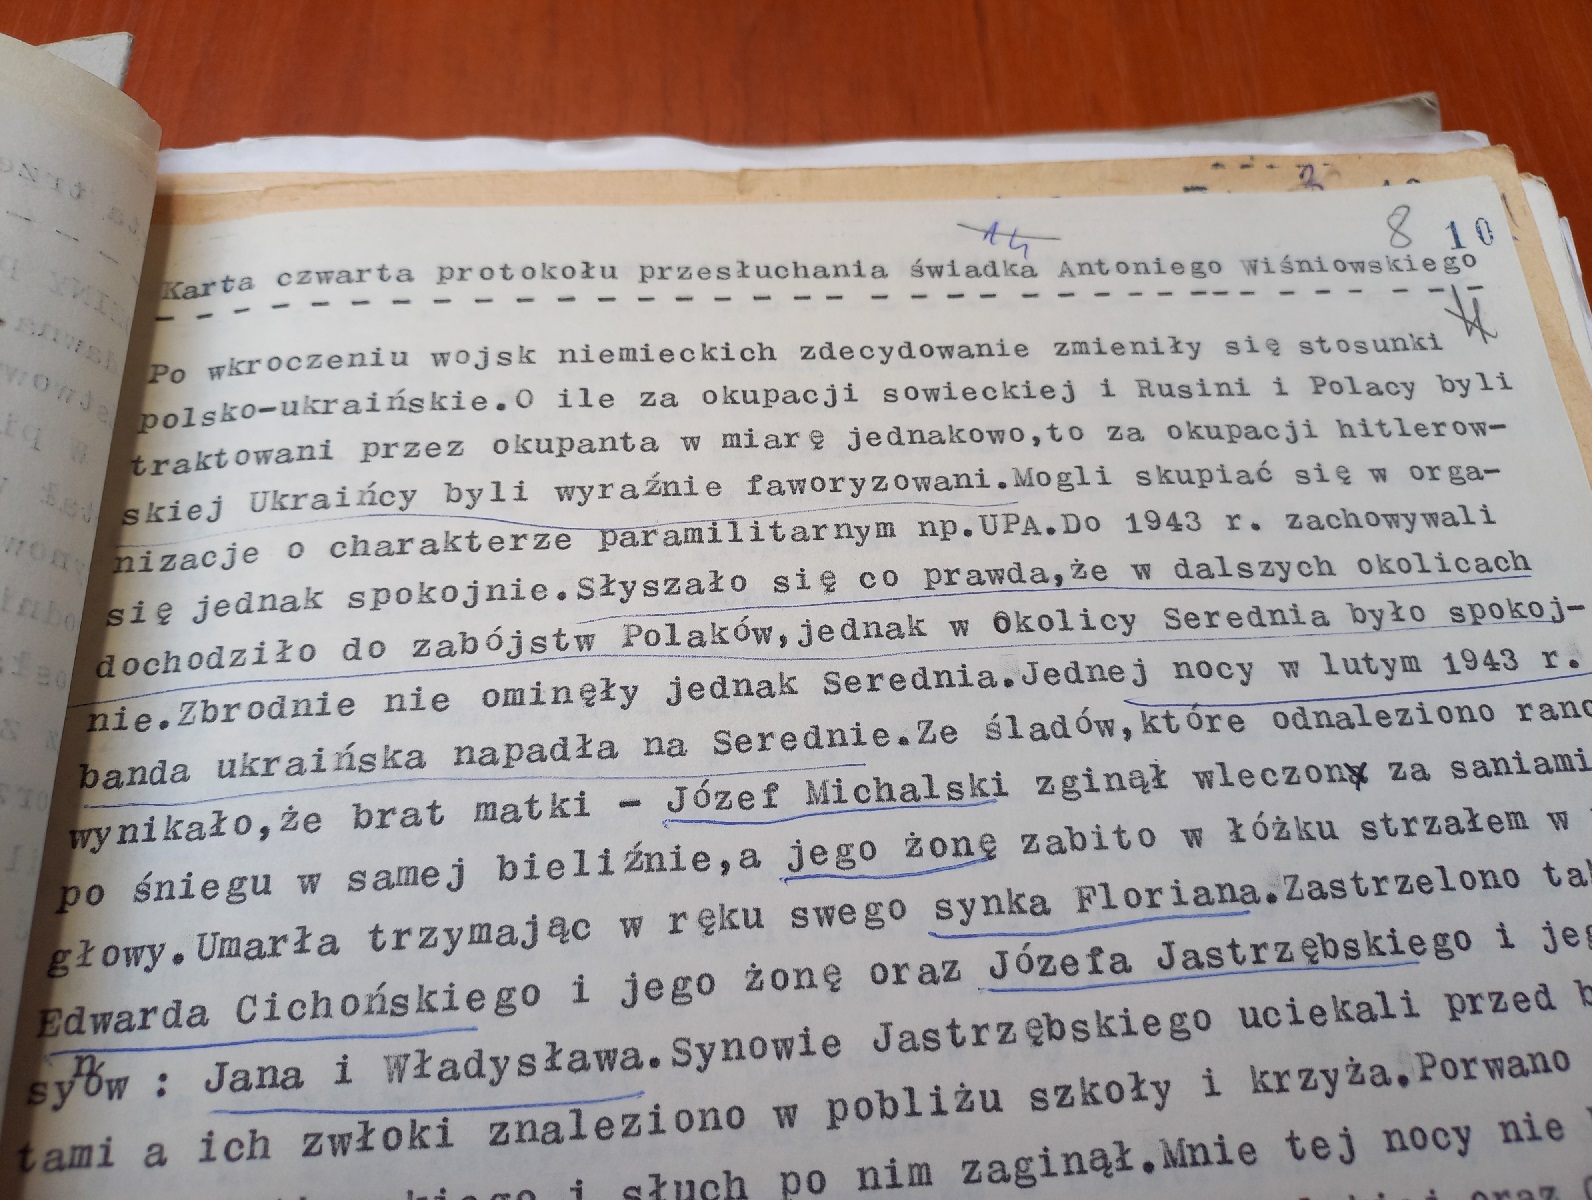 14
8 10
Karta czwarta protokołu przesłuchania świadka Antoniego Wiśniowskiego
Po wkroczeniu wojsk niemieckich zdecydowanie zmieniły się stosunki
polsko-ukraińskie.O ile za okupacji sowieckiej i Rusini i Polacy byli
traktowani przez okupanta w miarę jednakowo,to za okupacji hitlerow-
skiej Ukraińcy byli wyraźnie faworyzowani.Mogli skupiać się w orga-
nizacje o charakterze paramilitarnym np.UPA.Do 1943 r. zachowywali
się jednak spokojnie.Słyszało się co prawda,że w dalszych okolicach
dochodziło do zabójstw Polaków,jednak w Okolicy Serednia było spokoj-
nie.Zbrodnie nie ominęły jednak Serednia.Jednej nocy w lutym 1943 r.
banda ukraińska napadła na Serednie.Ze śladów,które odnaleziono rano
wynikało,że brat matki - Józef Michalski zginął wleczony za saniami
po śniegu w samej bieliźnie,a jego żonę zabito w łóżku strzałem w
głowy.Umarła trzymając w ręku swego synka Floriana.Zastrzelono
Edwarda Cichońskiego i jego żonę oraz Józefa Jastrzębskiego i
synów : Jana i Władysława.Synowie Jastrzębskiego uciekali przed
tami a ich zwłoki znaleziono w pobliżu szkoły i krzyża.Porwano
i słuch po nim zaginął.Mnie tej nocy nie
oraz